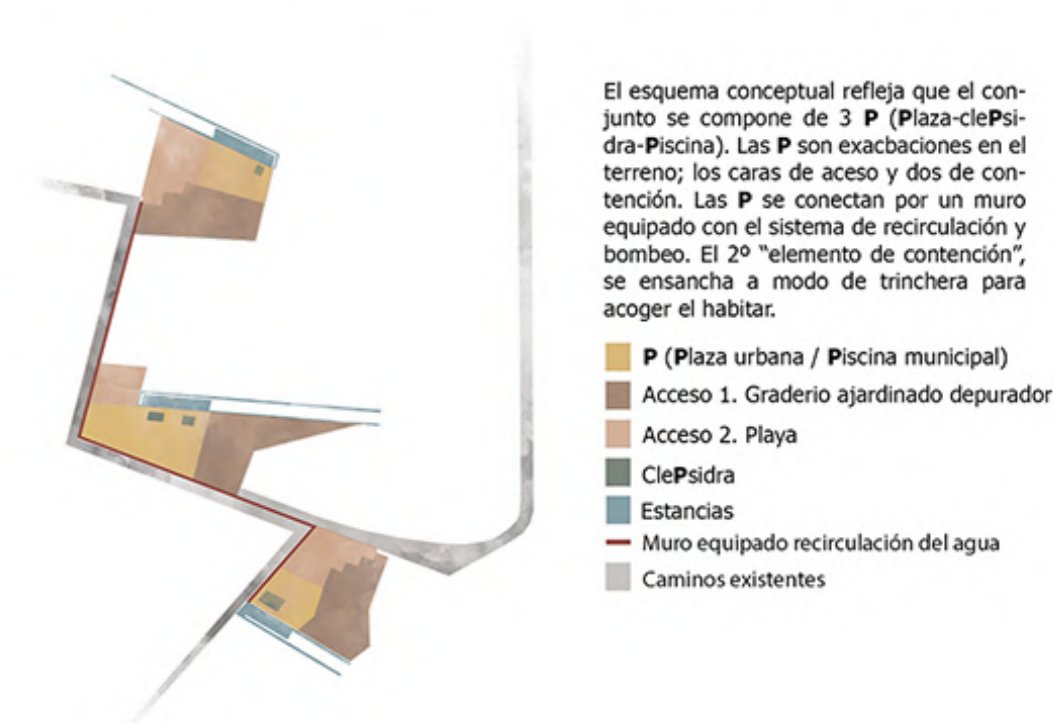 El esquema conceptual refleja que el con-
junto se compone de 3 P (Plaza-clePsi-
dra-Piscina). Las P son exacbaciones en el
terreno; los caras de aceso y dos de con-
tención. Las P se conectan por un muro
equipado con el sistema de recirculación y
bombeo. El 2º “elemento de contención”,
se ensancha a modo de trinchera para
acoger el habitar.
P (Plaza urbana / Piscina municipal)
Acceso 1. Graderio ajardinado depurador
Acceso 2. Playa
ClePsidra
Estancias
Muro equipado recirculación del agua
Caminos existentes